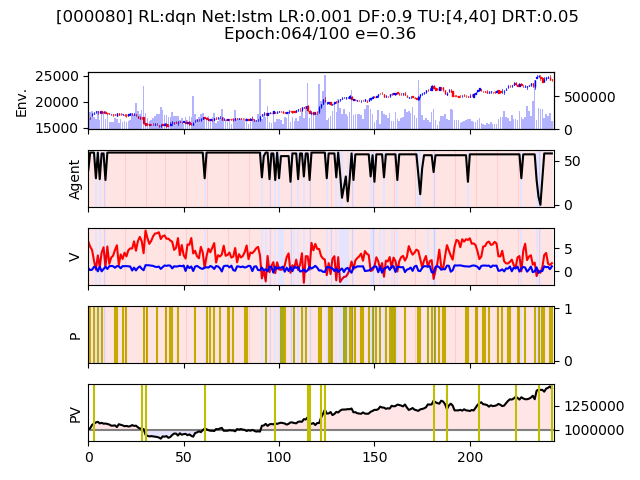 [000080] RL:dqn Net:lstm LR:0.001 DF:0.9 TU:[4,40] DRT:0.05
Epoch:064/100 e=0.36
Env.
25000
20000
15000
500000
0
Agent
50
0
V
5
0
P
1
0
PV
1250000
1000000
0 50 100 150 200